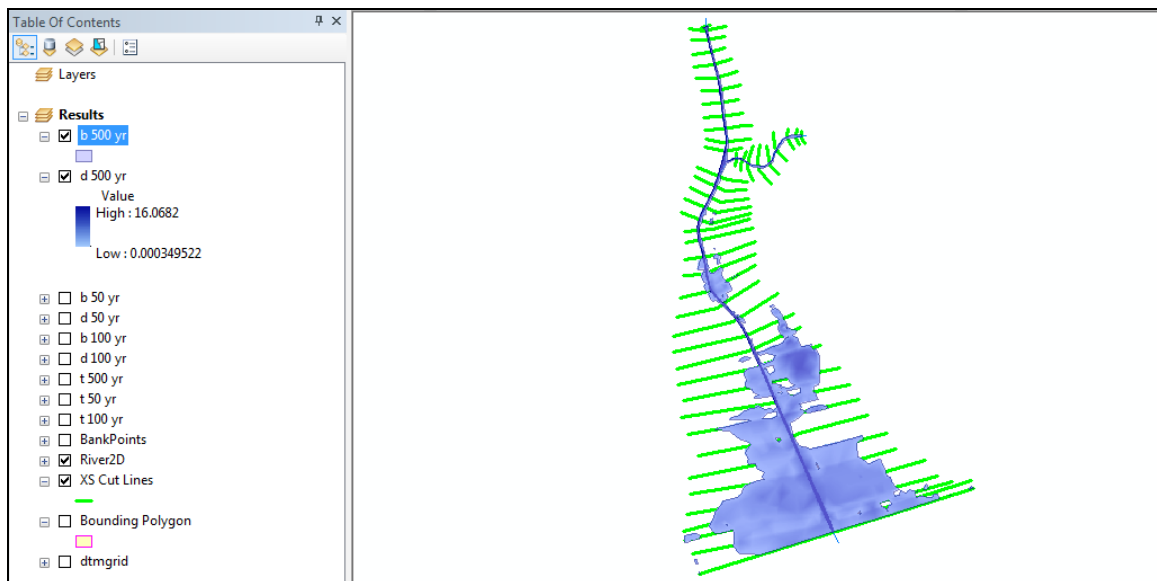 Table Of Contents
Layers
Results
b 500 yr
d 500 yr
Value
High : 16.0682
Low : 0.000349522
b 50 yr
d 50 yr
b 100 yr
d 100 yr
t 500 yr
t 50 yr
t 100 yr
BankPoints
River2D
XS Cut Lines
Bounding Polygon
dtmgrid